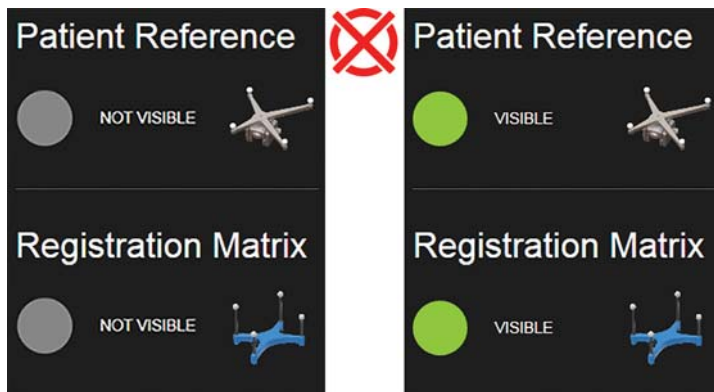 Patient Reference
NOT VISIBLE
Registration Matrix
NOT VISIBLE
Patient Reference
VISIBLE
Registration Matrix
VISIBLE